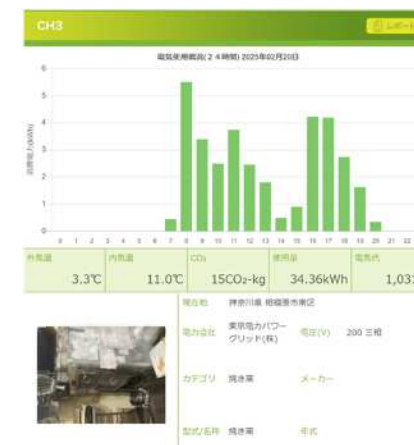 CH3
レポート
電気使用概況(24時間) 2025年02月20日
消費電力(kWh)
6
5
4
3
2
1
0
0 1 2 3 4 5 6 7 8 9 10 11 12 13 14 15 16 17 18 19 20 21 22
外気温 内気温 CO₂ 使用量 電気代
3.3℃ 11.0℃ 15CO₂-kg 34.36kWh 1,03
現在地 神奈川県 相模原市南区
電力会社 東京電力パワーグリッド(株) 電圧(V) 200 三相
カテゴリ 焼き菓 メーカー
型式/名称 焼き菓 年式